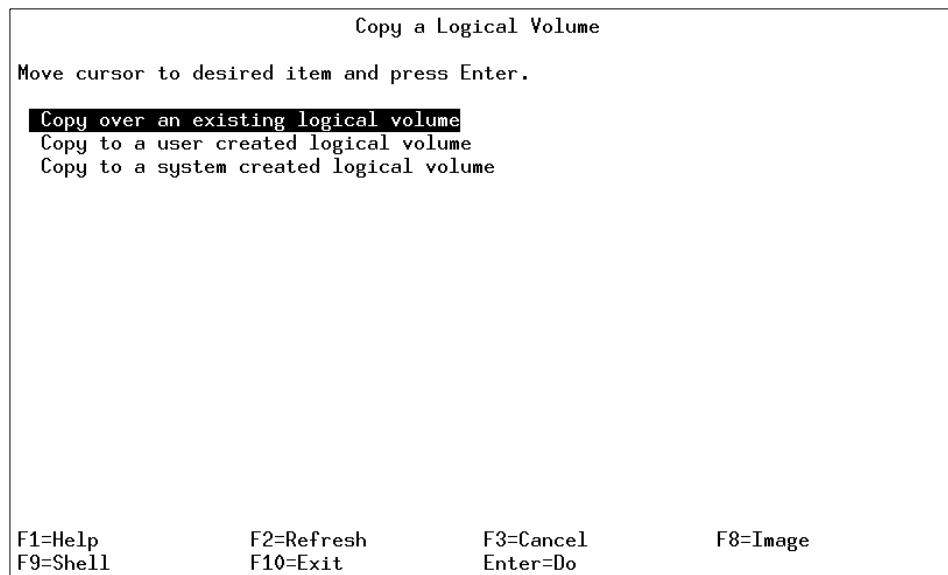 Copy a Logical Volume
Move cursor to desired item and press Enter.
Copy over an existing logical volume
Copy to a user created logical volume
Copy to a system created logical volume
F1=Help F2=Refresh F3=Cancel F8=Image
F9=Shell F10=Exit Enter=Do